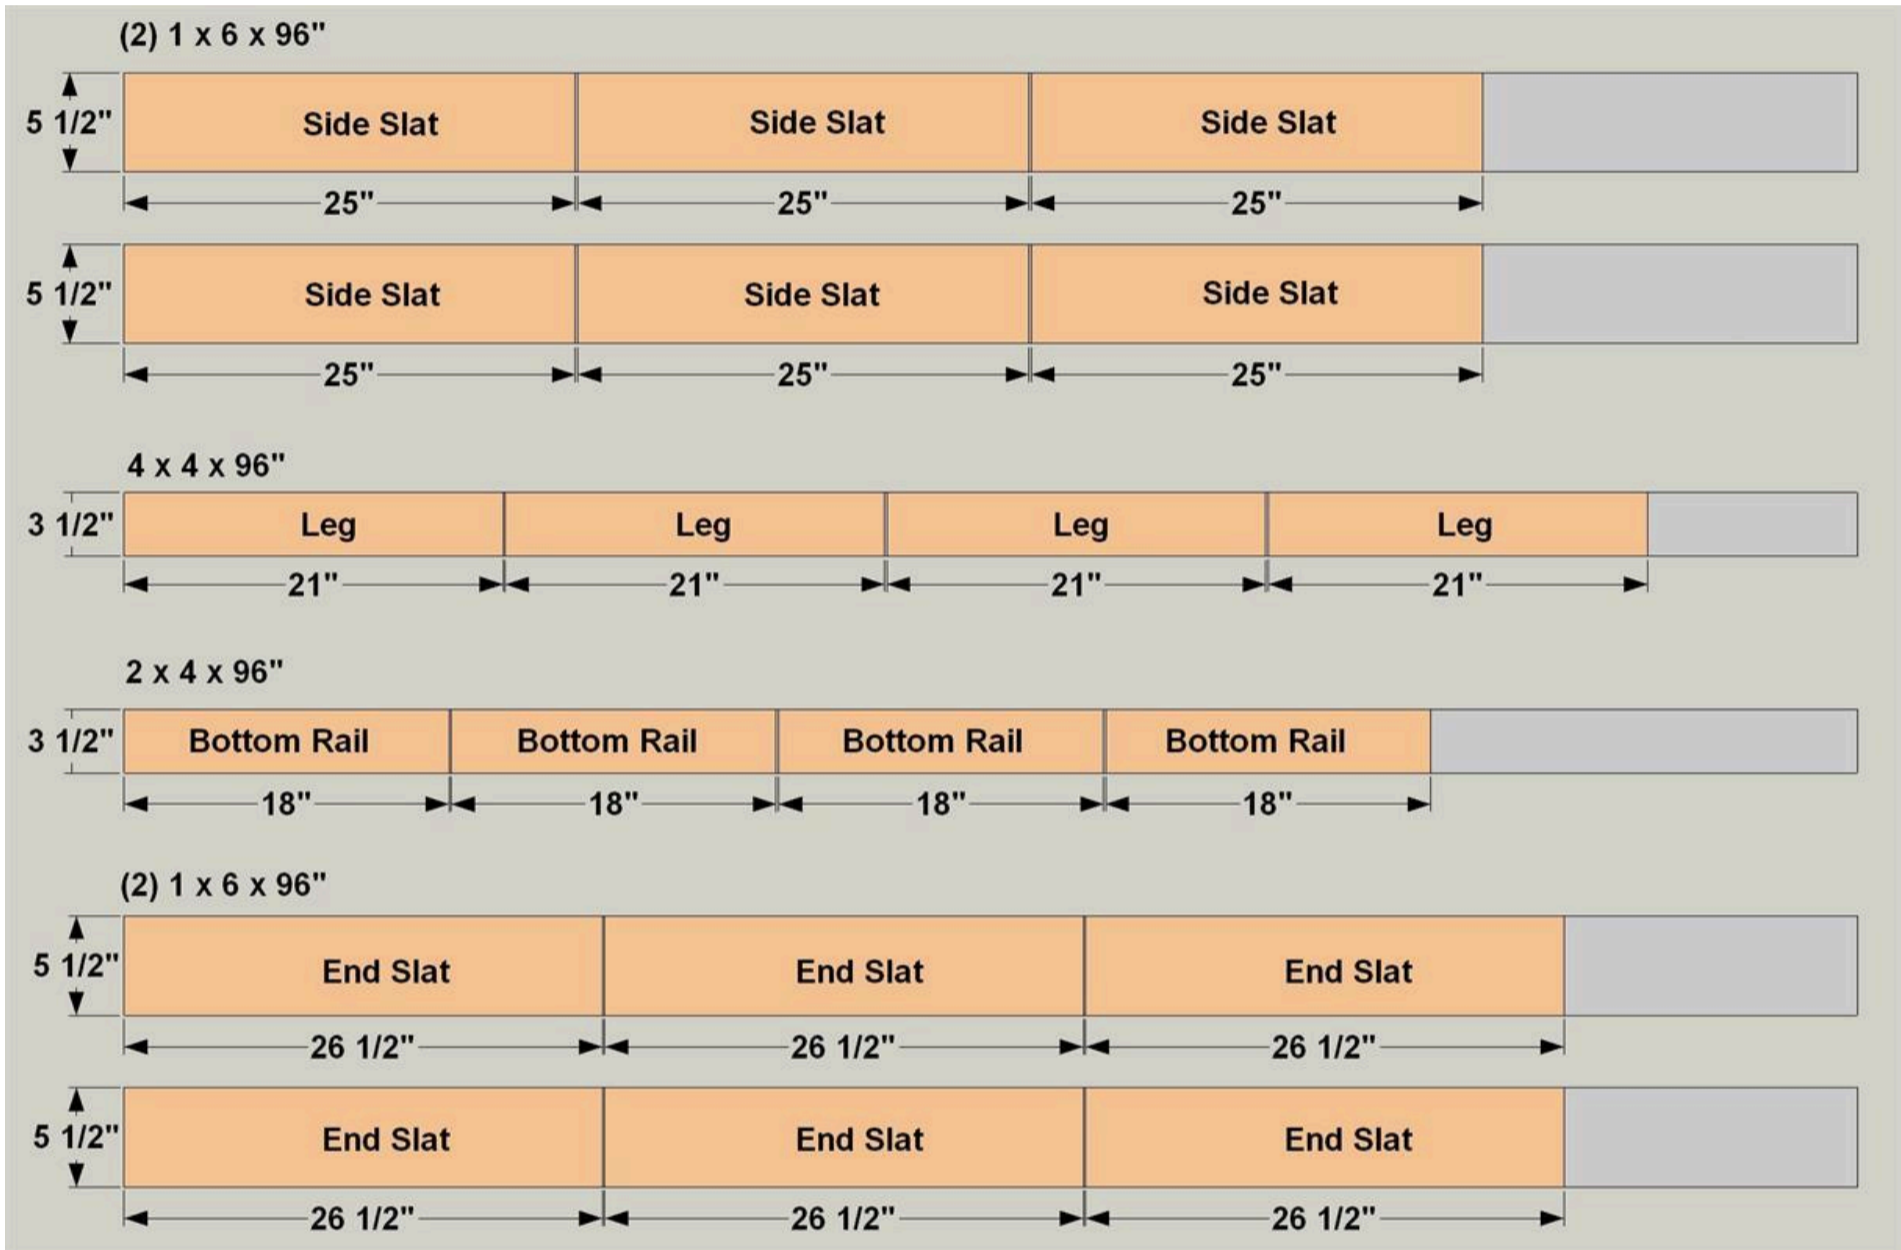 (2) 1 x 6 x 96"
5 1/2" Side Slat Side Slat Side Slat
25" 25" 25"
5 1/2" Side Slat Side Slat Side Slat
25" 25" 25"
4 x 4 x 96"
3 1/2" Leg Leg Leg Leg
21" 21" 21" 21"
2 x 4 x 96"
3 1/2" Bottom Rail Bottom Rail Bottom Rail Bottom Rail
18" 18" 18" 18"
(2) 1 x 6 x 96"
5 1/2" End Slat End Slat End Slat
26 1/2" 26 1/2" 26 1/2"
5 1/2" End Slat End Slat End Slat
26 1/2" 26 1/2" 26 1/2"